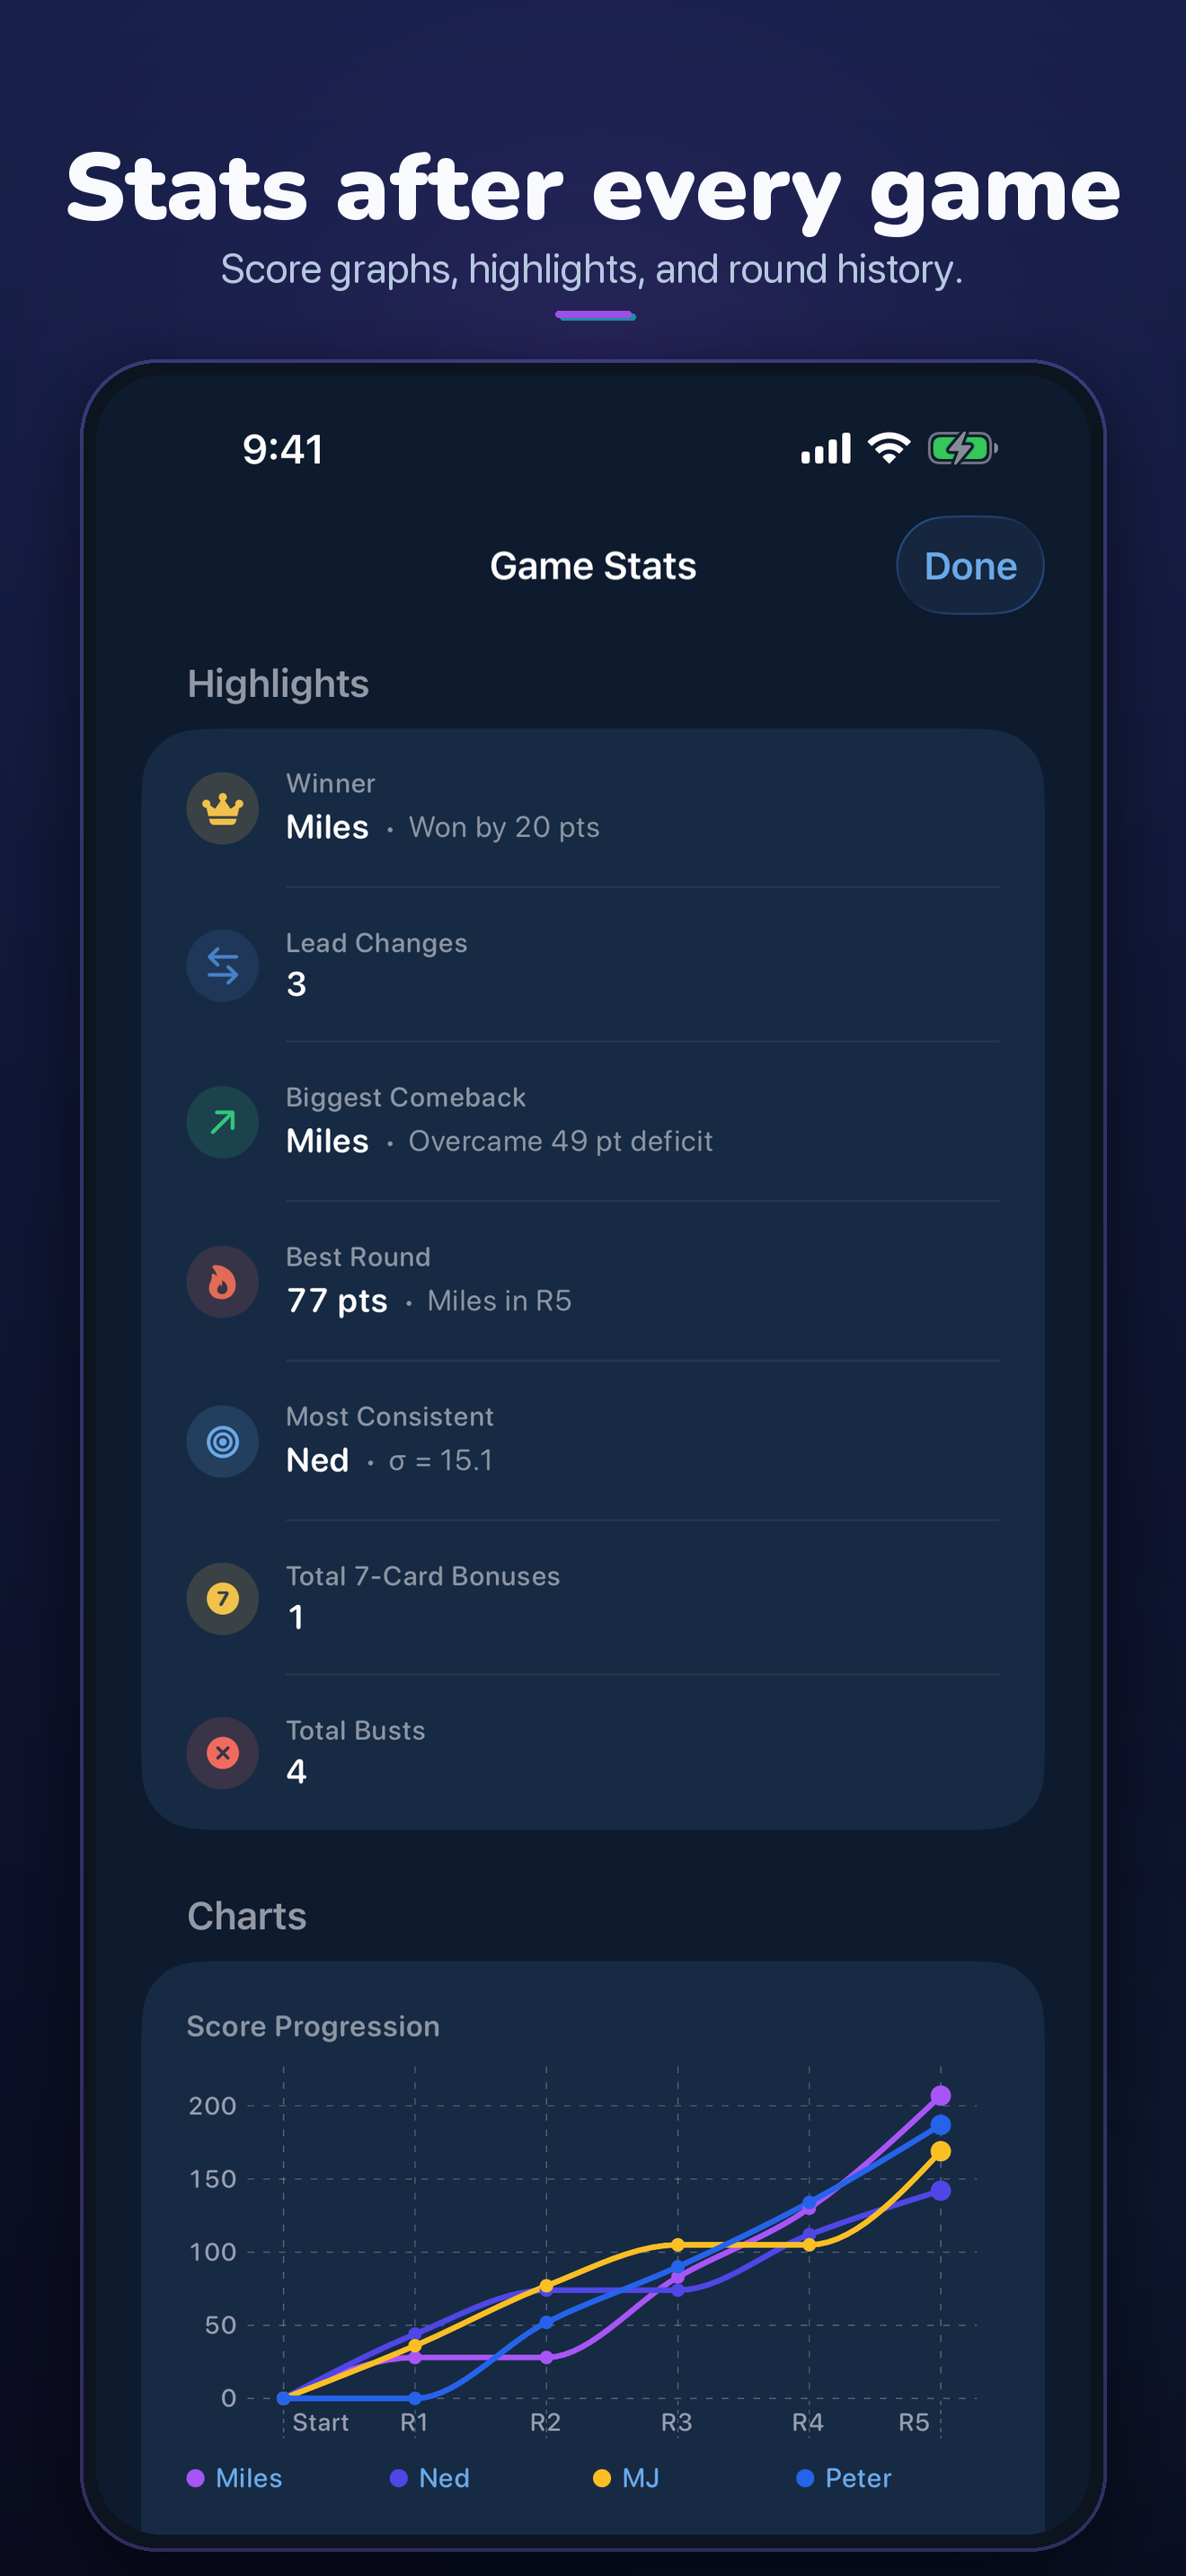 Stats after every game
Score graphs, highlights, and round history.
9:41
Game Stats
Done
Highlights
Winner
Miles · Won by 20 pts
Lead Changes
3
Biggest Comeback
Miles · Overcame 49 pt deficit
Best Round
77 pts · Miles in R5
Most Consistent
Ned · σ = 15.1
Total 7-Card Bonuses
7
1
Total Busts
4
Charts
Score Progression
200
150
100
50
0
Start R1 R2 R3 R4 R5
Miles Ned MJ Peter